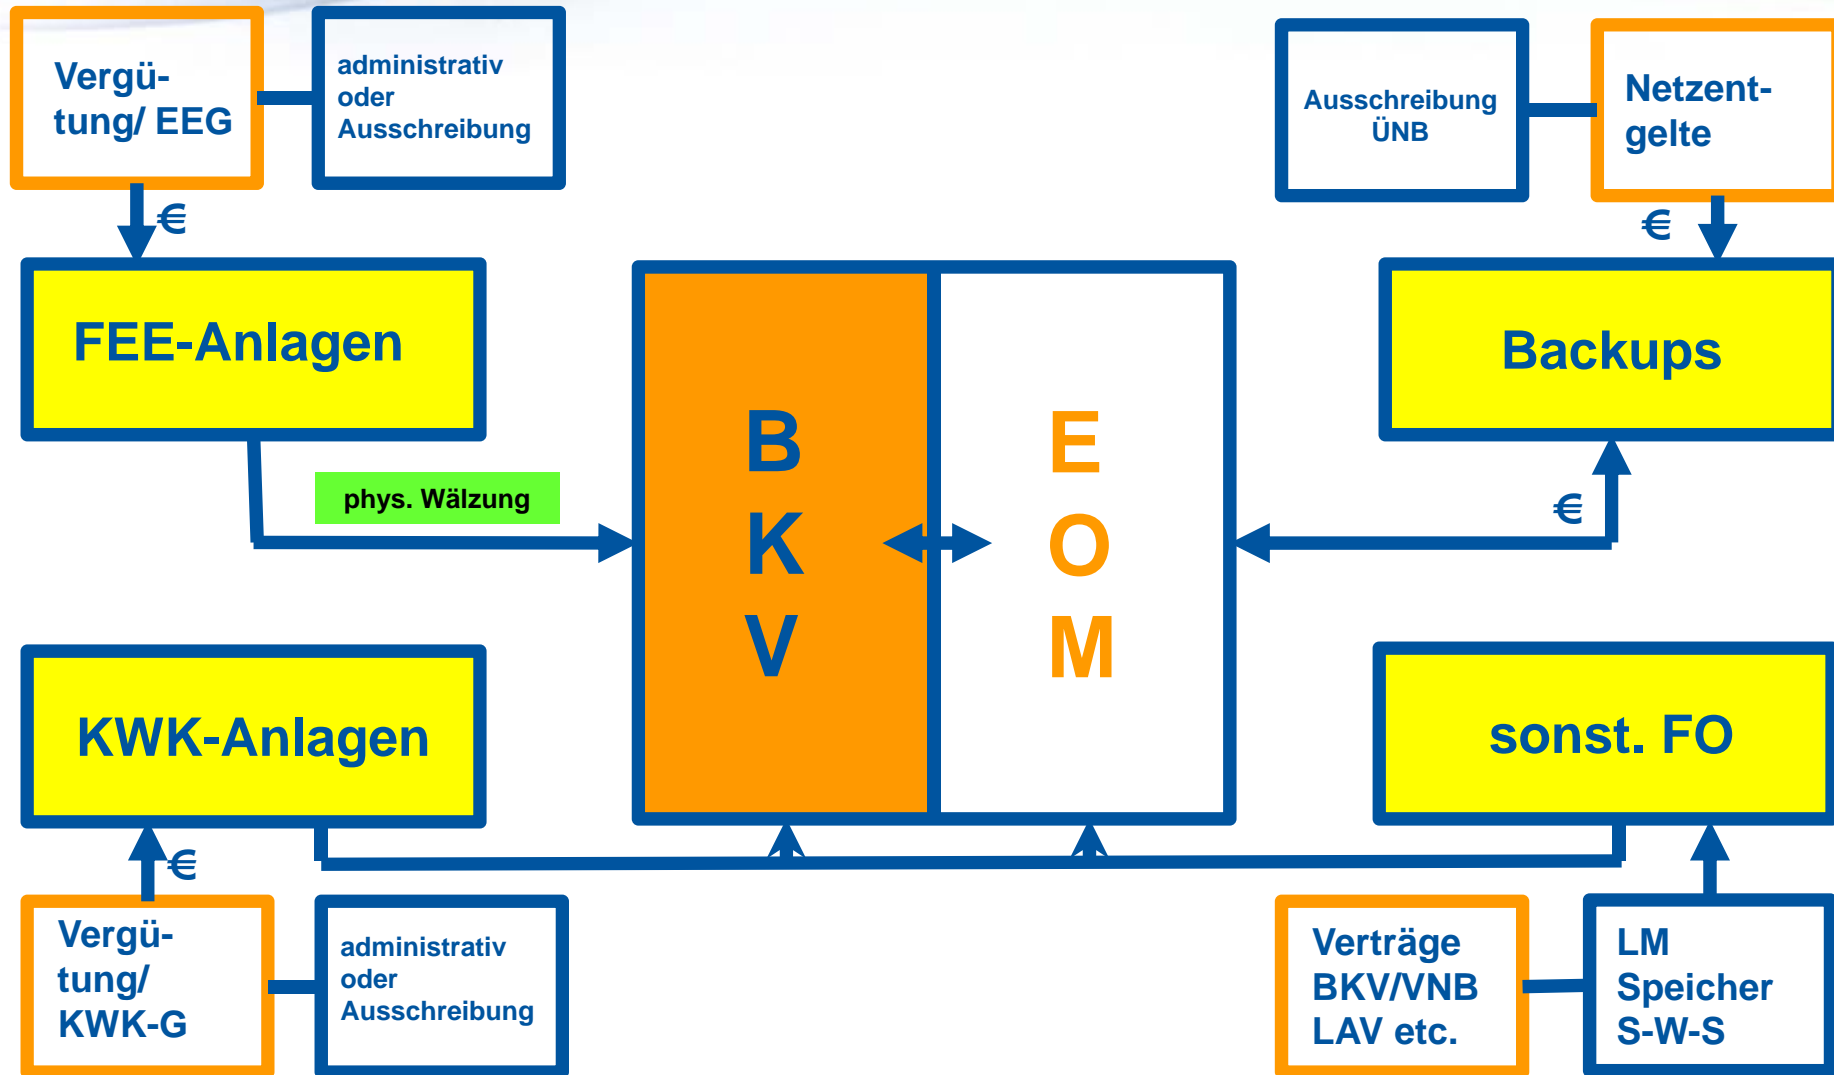 Vergü-
tung/ EEG
administrativ
oder
Ausschreibung
Ausschreibung
ÜNB
Netzent-
gelte
€
€
FEE-Anlagen
Backups
phys. Wälzung
B
K
V
E
O
M
€
KWK-Anlagen
sonst. FO
€
Vergü-
tung/
KWK-G
administrativ
oder
Ausschreibung
Verträge
BKV/VNB
LAV etc.
LM
Speicher
S-W-S